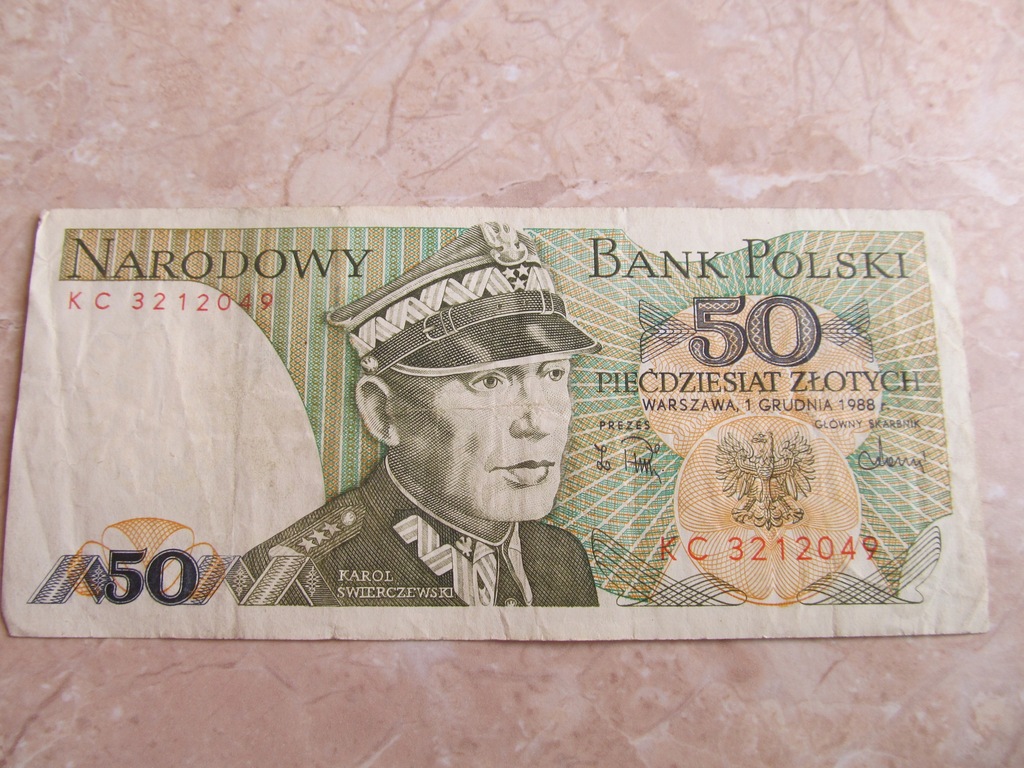 NARODOWY BANK POLSKI
KC 3212049
50
PIĘĆDZIESIĄT ZŁOTYCH
WARSZAWA, 1 GRUDNIA 1988 r.
PREZES GŁÓWNY SKARBNIK
KC 3212049
50
KAROL
ŚWIERCZEWSKI